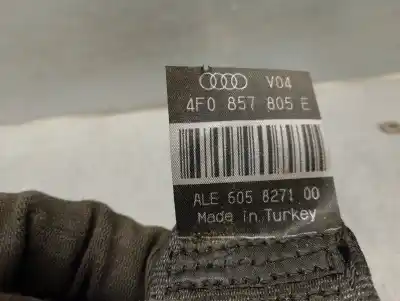 V04
4F0 857 805 E
ALE 605 8271 00
Made in Turkey